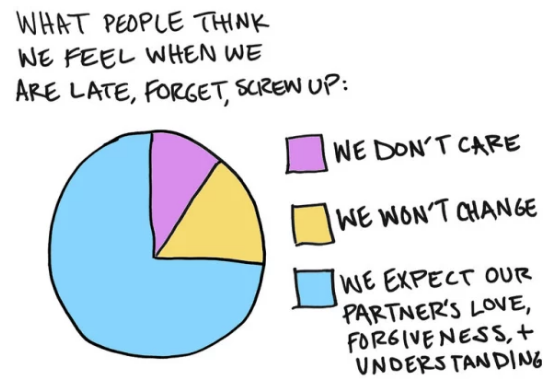 WHAT PEOPLE THINK
WE FEEL WHEN WE
ARE LATE, FORGET, SCREW UP:
WE DON'T CARE
WE WON'T CHANGE
WE EXPECT OUR
PARTNER'S LOVE,
FORGIVENESS, +
UNDERSTANDING